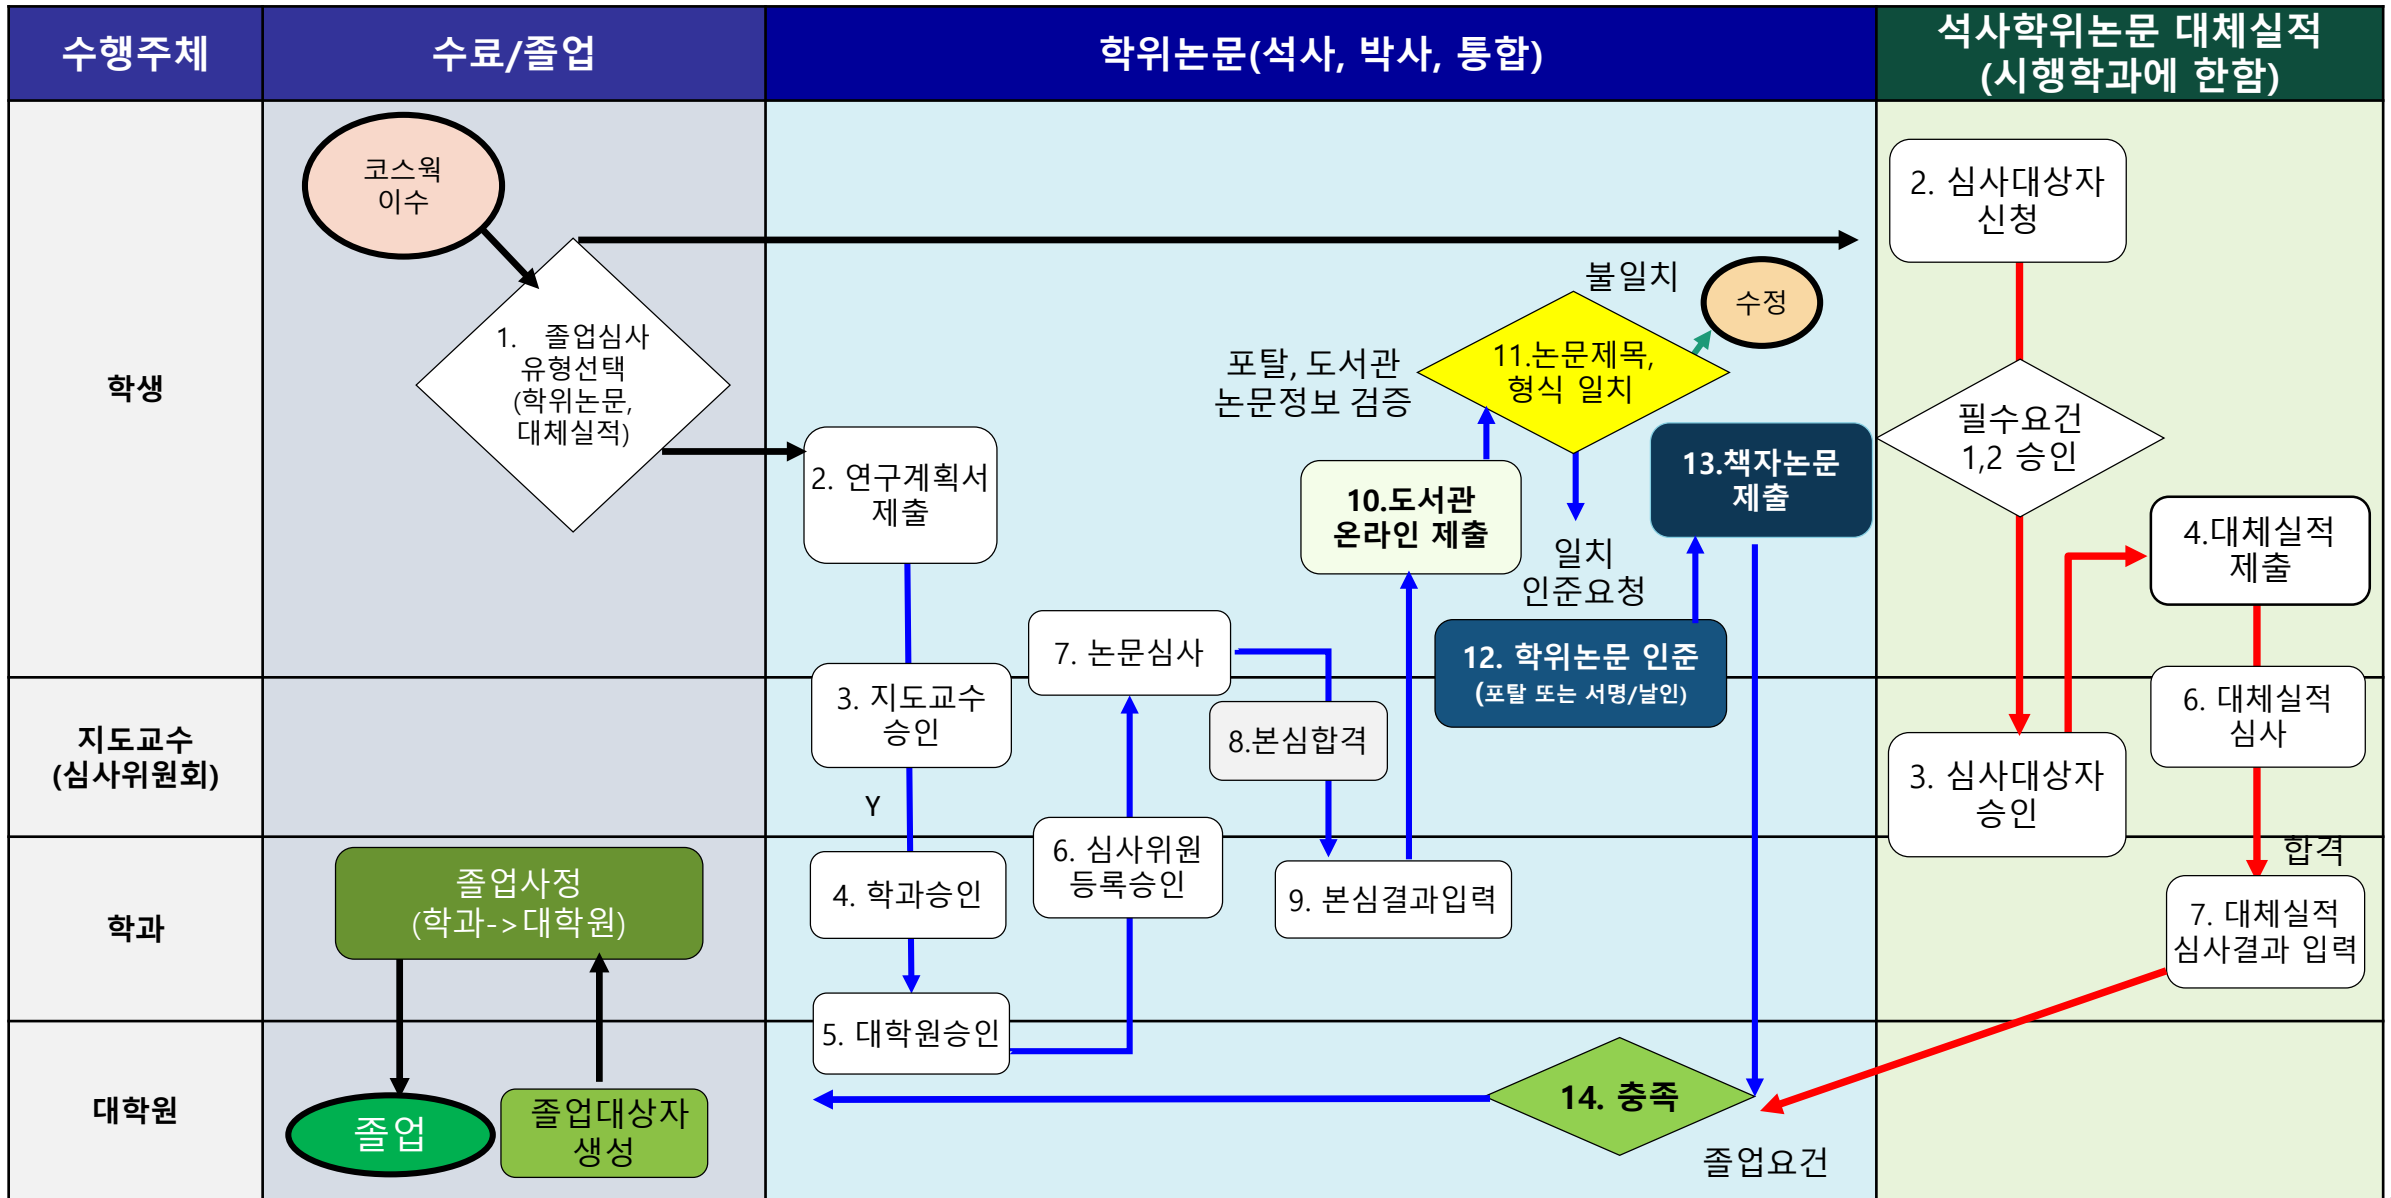 수행주체
수료/졸업
학위논문(석사, 박사, 통합)
석사학위논문 대체실적
(시행학과에 한함)
학생
코스웍
이수
1. 졸업심사
유형선택
(학위논문,
대체실적)
2. 연구계획서
제출
7. 논문심사
포탈, 도서관
논문정보 검증
10.도서관
온라인 제출
불일치
수정
11.논문제목,
형식 일치
일치
인준요청
13.책자논문
제출
12. 학위논문 인준
(포탈 또는 서명/날인)
2. 심사대상자
신청
필수요건
1,2 승인
4.대체실적
제출
지도교수
(심사위원회)
3. 지도교수
승인
Y
8.본심합격
3. 심사대상자
승인
6. 대체실적
심사
합격
학과
졸업사정
(학과->대학원)
4. 학과승인
6. 심사위원
등록승인
9. 본심결과입력
7. 대체실적
심사결과 입력
대학원
졸업
졸업대상자
생성
5. 대학원승인
14. 충족
졸업요건